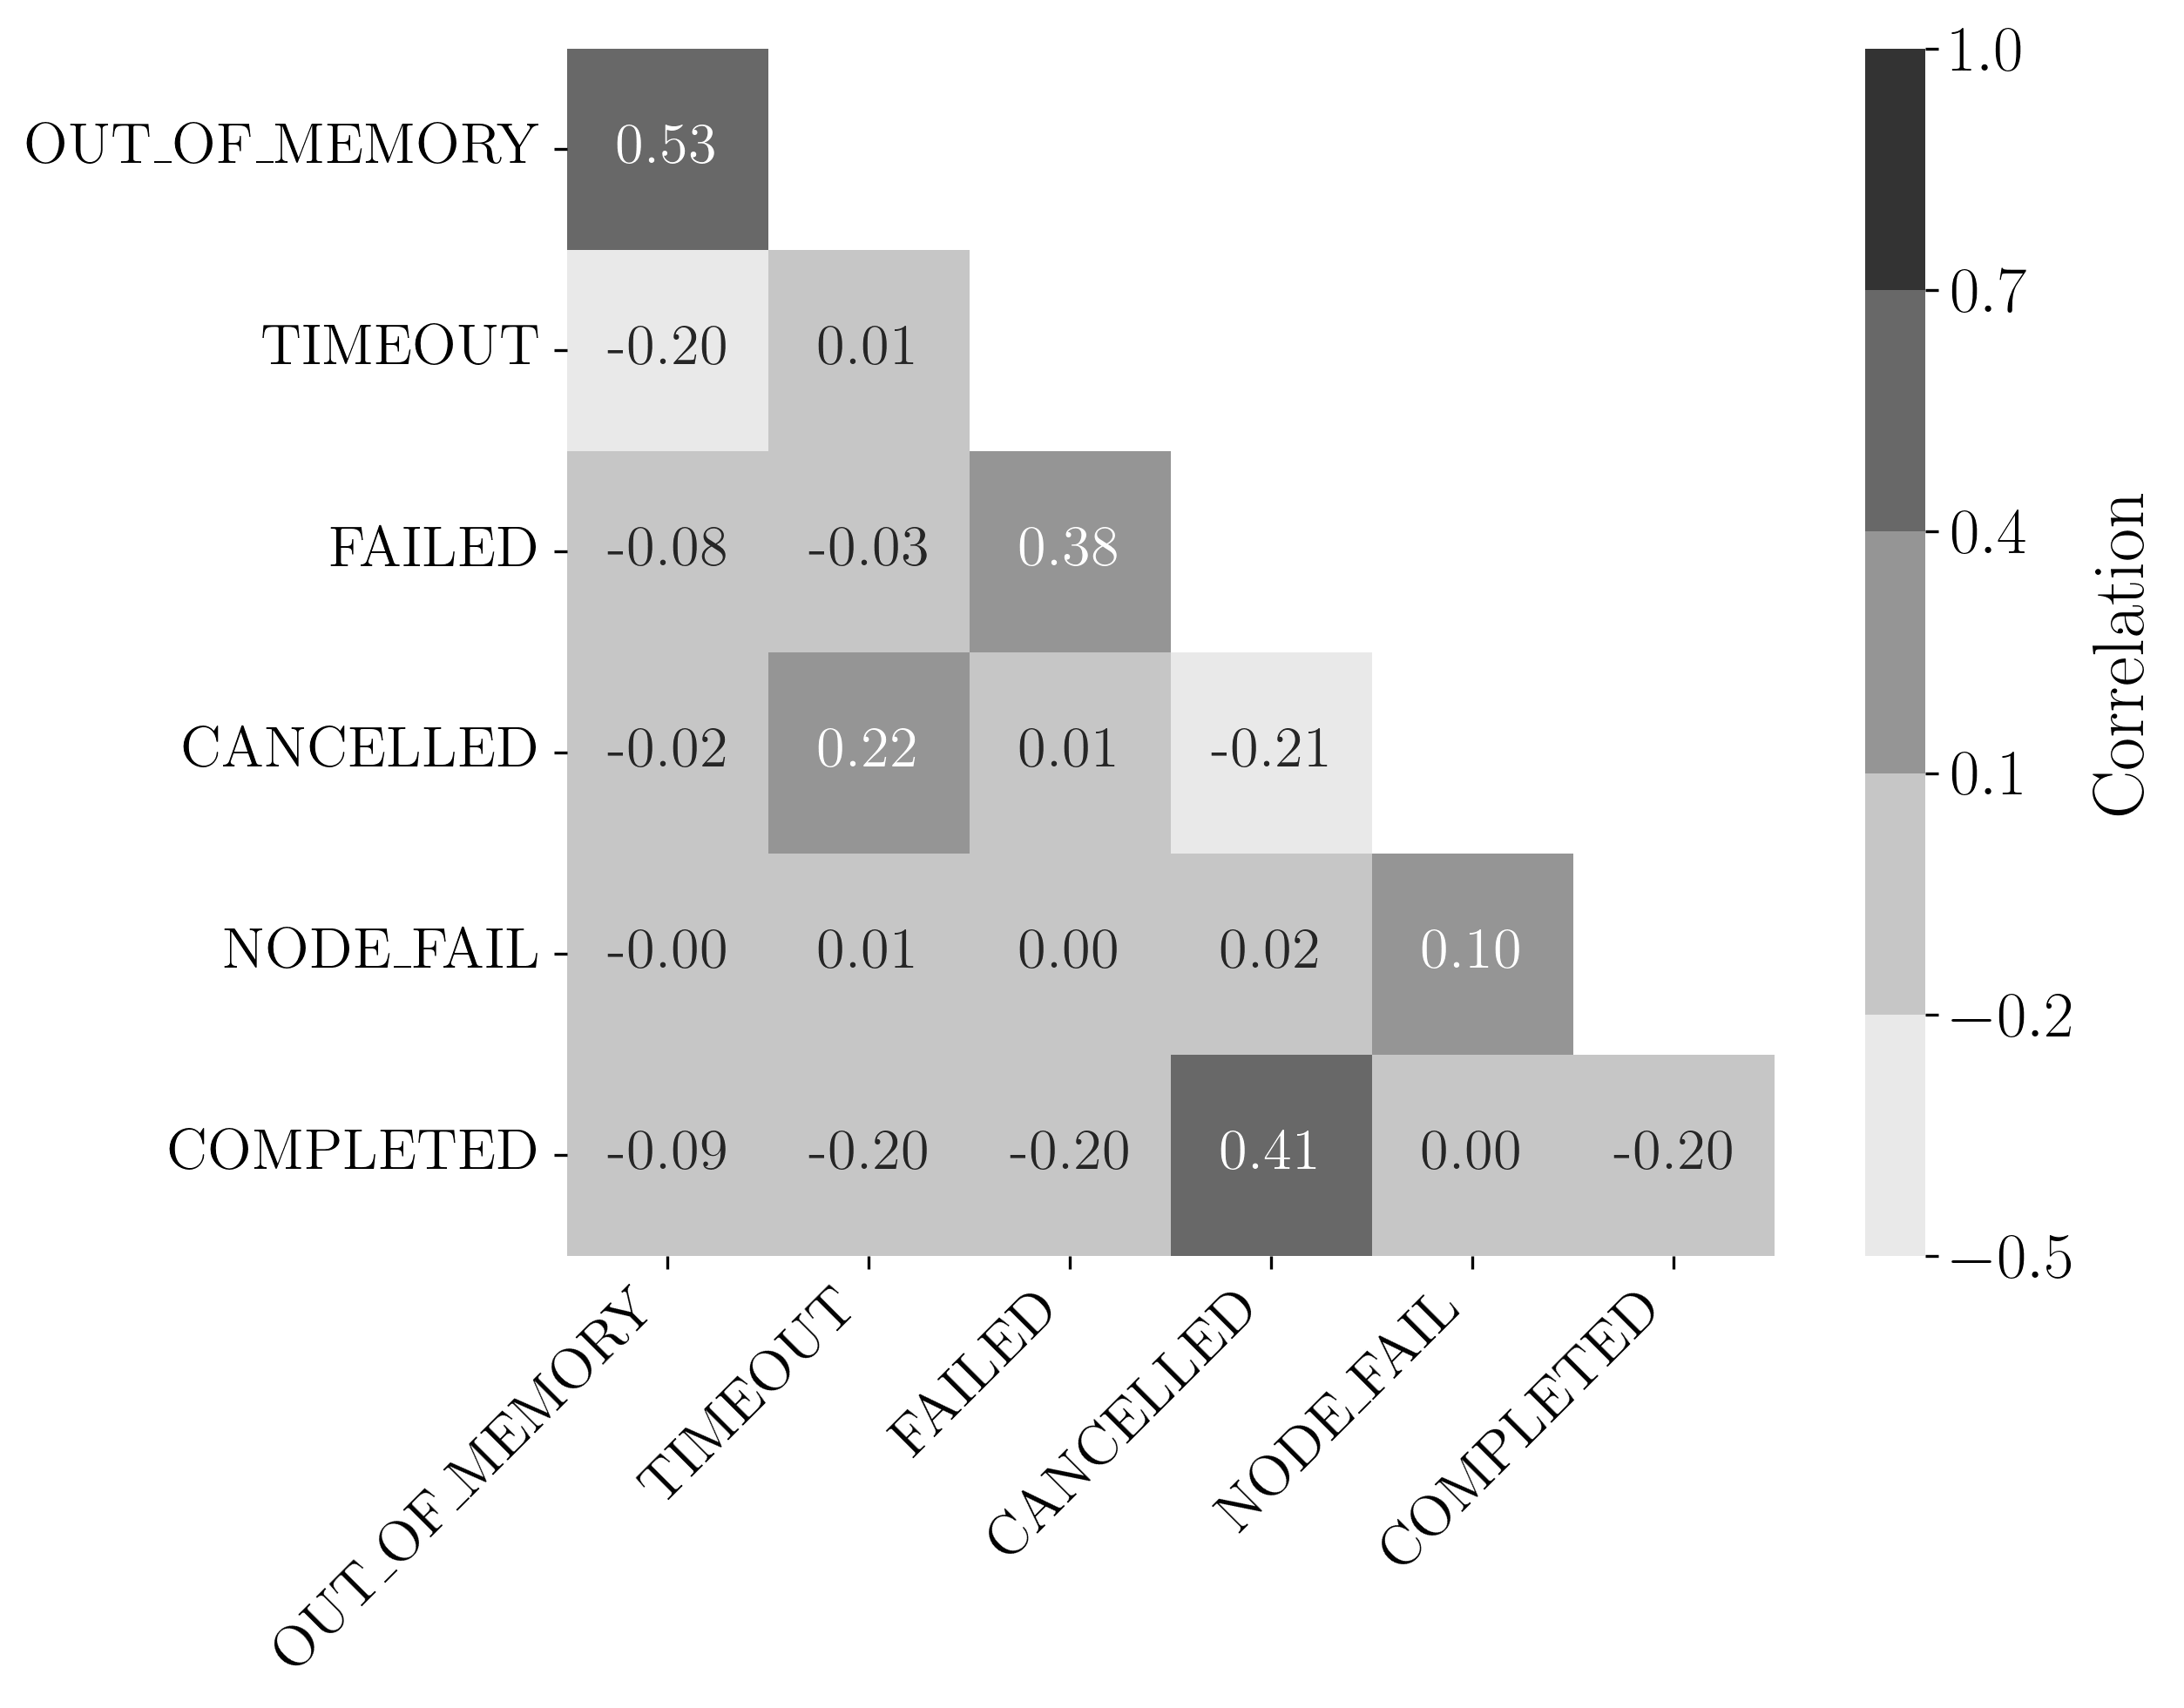 OUT_OF_MEMORY 0.53
TIMEOUT -0.20 0.01
FAILED -0.08 -0.03 0.38
CANCELLED -0.02 0.22 0.01 -0.21
NODE_FAIL -0.00 0.01 0.00 0.02 0.10
COMPLETED -0.09 -0.20 -0.20 0.41 0.00 -0.20
OUT_OF_MEMORY
TIMEOUT
FAILED
CANCELLED
NODE_FAIL
COMPLETED
1.0
0.7
0.4
0.1
−0.2
−0.5
Correlation